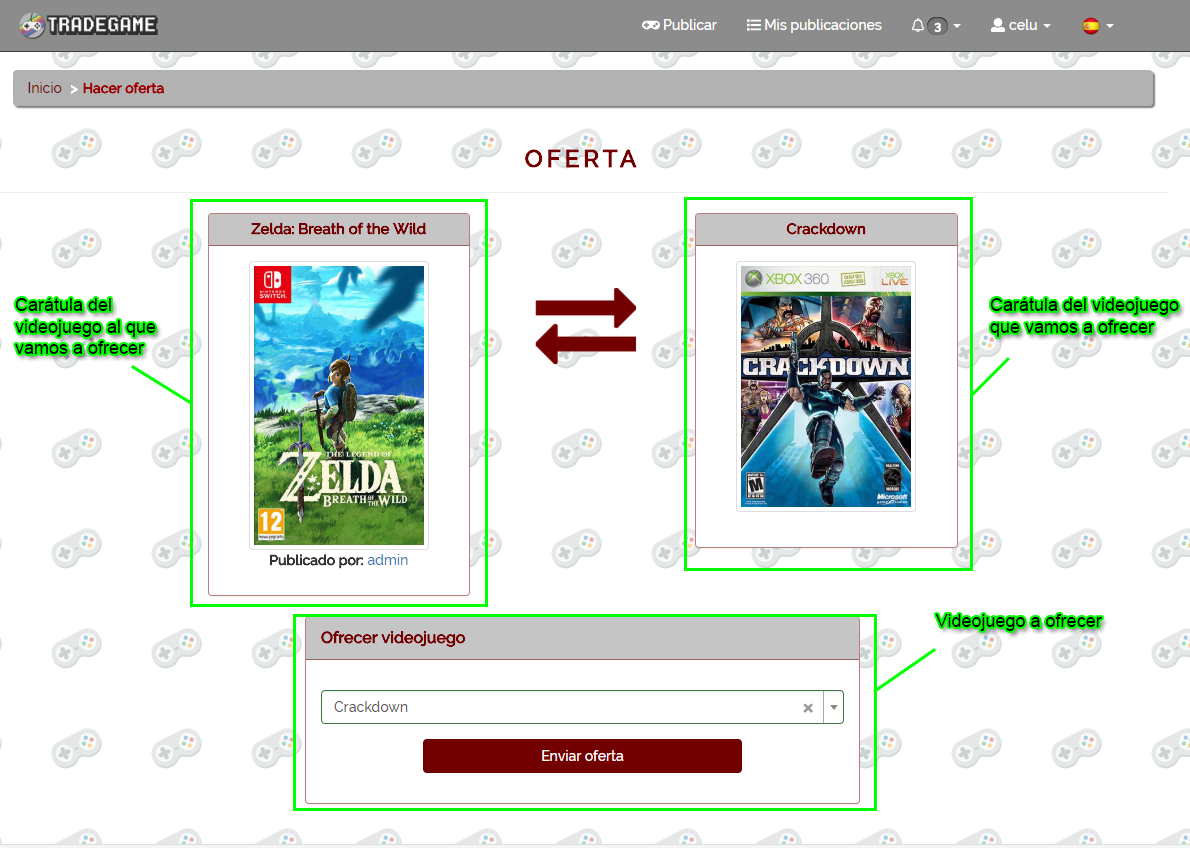 TRADEGAME
Publicar
Mis publicaciones
3
celu
Inicio > Hacer oferta
OFERTA
Zelda: Breath of the Wild
NINTENDO
SWITCH
THE LEGEND OF
ZELDA
BREATH OF THE WILD
12
Publicado por: admin
Crackdown
XBOX 360
XBOX
LIVE
CRACKDOWN
M
Microsoft
Carátula del
videojuego al que
vamos a ofrecer
Carátula del videojuego
que vamos a ofrecer
Ofrecer videojuego
Crackdown
Enviar oferta
Videojuego a ofrecer